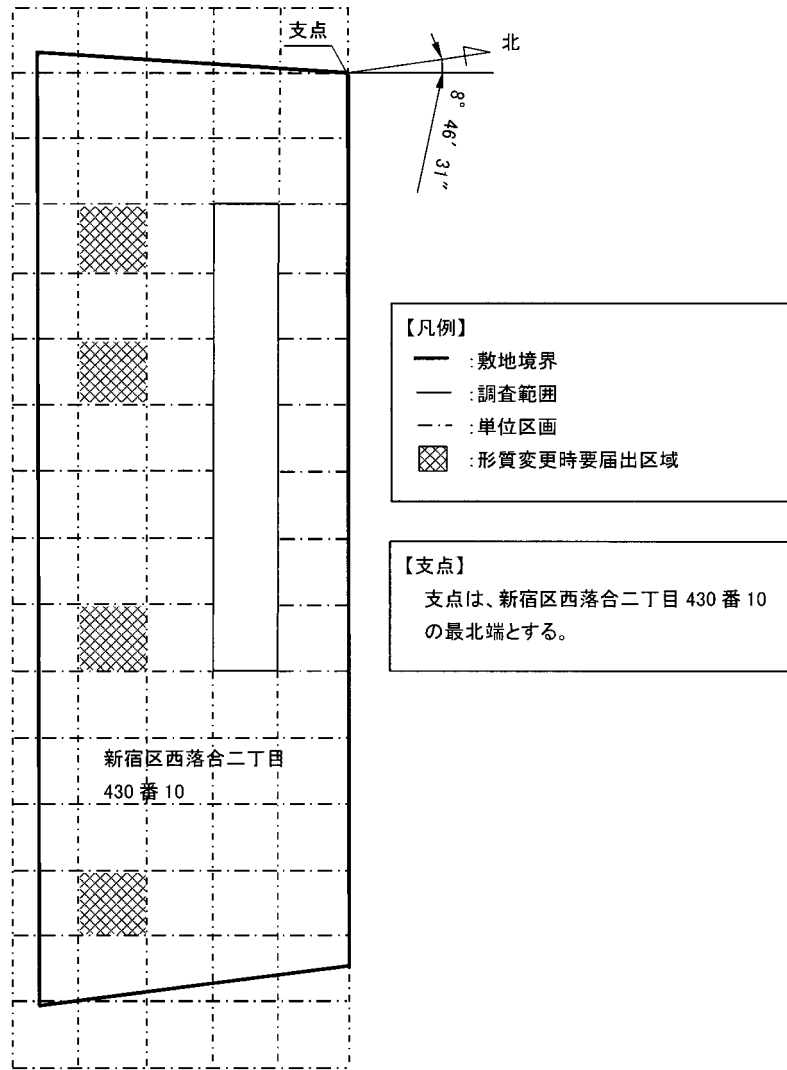 支点
北
8° 46′ 31″
【凡例】
:敷地境界
:調査範囲
:単位区画
:形質変更時要届出区域
【支点】
支点は、新宿区西落合二丁目 430 番 10
の最北端とする。
新宿区西落合二丁目
430 番 10